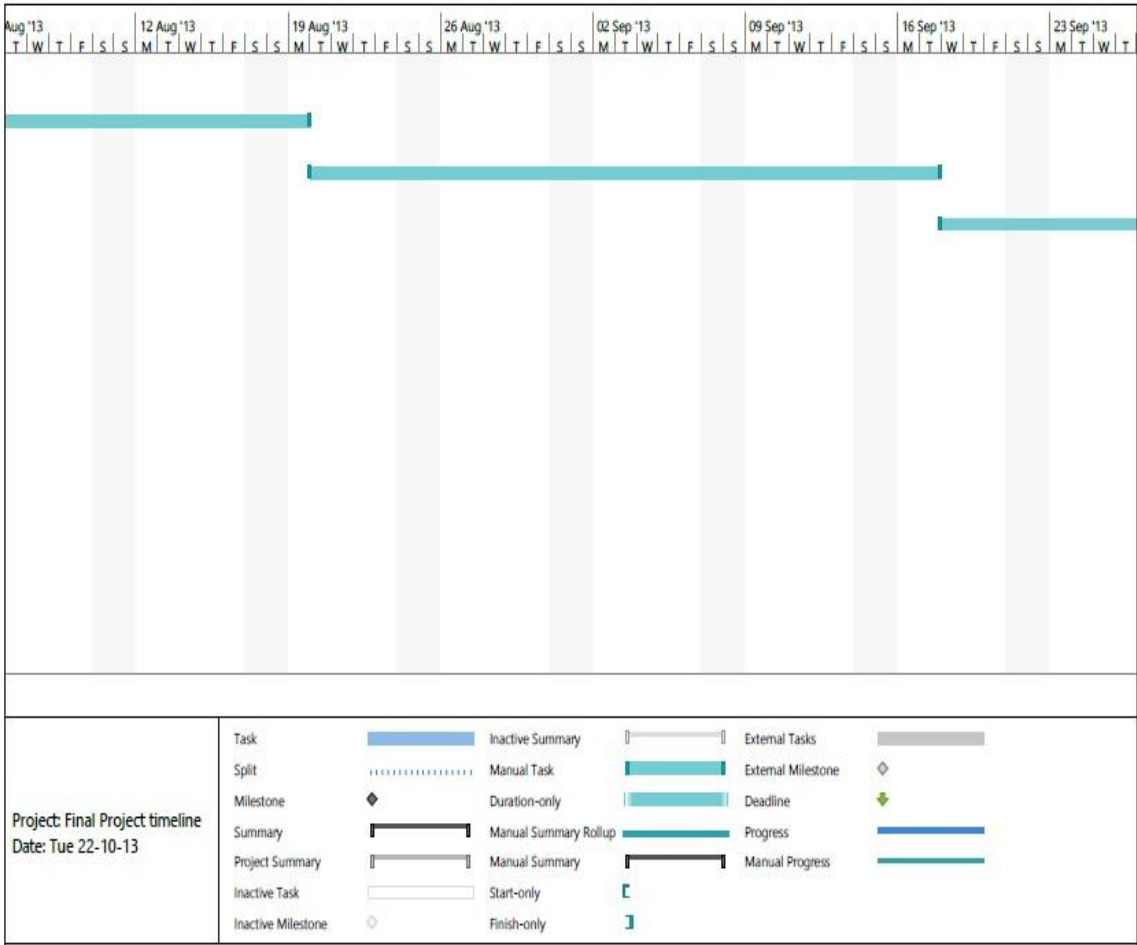 Aug '13 12 Aug '13 19 Aug '13 26 Aug '13 02 Sep '13 09 Sep '13 16 Sep '13 23 Sep '13
T W T F S S M T W T F S S M T W T F S S M T W T F S S M T W T F S S M T W T F S S M T W T F S S M T W T
Task Inactive Summary External Tasks
Split Manual Task External Milestone
Milestone Duration-only Deadline
Project: Final Project timeline
Date: Tue 22-10-13
Summary Manual Summary Rollup Progress
Project Summary Manual Summary Manual Progress
Inactive Task Start-only
Inactive Milestone Finish-only